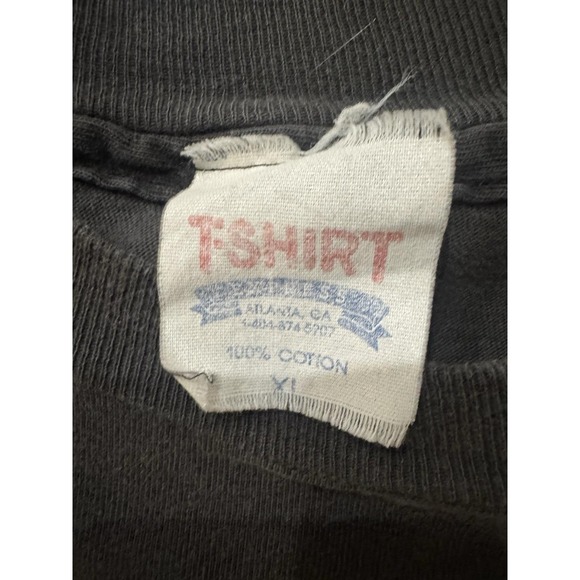 T-SHIRT
ATLANTA, GA
1-404-874-5207
100% COTTON
XL